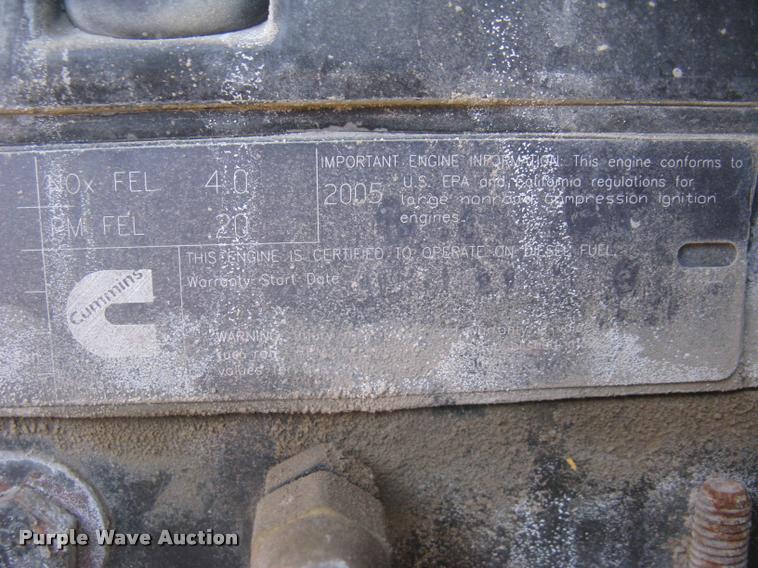 NOx FEL 4.0
PM FEL .20
IMPORTANT ENGINE INFORMATION: This engine conforms to
2005 U.S. EPA and California regulations for
large nonroad compression ignition
engines.
THIS ENGINE IS CERTIFIED TO OPERATE ON DIESEL FUEL.
Warranty Start Date
Cummins
WARNING
values
Purple Wave Auction